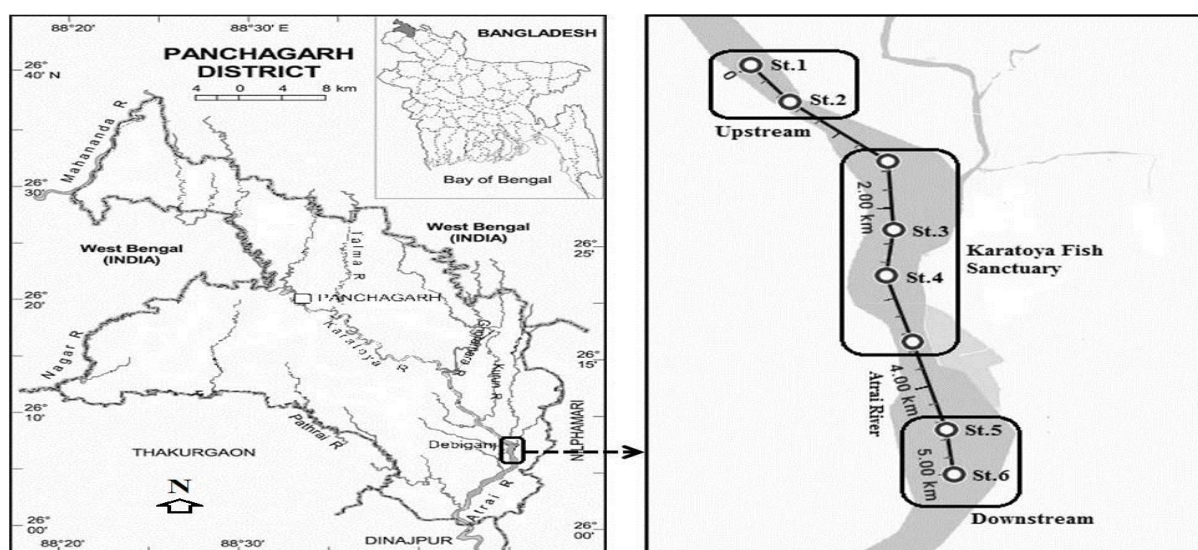 88°20'
88°30' E
26°
40' N
PANCHAGARH
DISTRICT
4 0 4 8 km
BANGLADESH
Bay of Bengal
Mahananda R
26°
30'
West Bengal
(INDIA)
Talma R
West Bengal
(INDIA)
26°
25'
26°
20'
PANCHAGARH
Karatoya R
Kurun R
26°
15'
Nagar R
26°
10'
Pathraj R
Debiganj
NILPHAMARI
THAKURGAON
N
Atrai R
26°
00'
DINAJPUR
26°
00'
88°20'
88°30'
St.1
0
St.2
Upstream
2.00 km
St.3
Karatoya Fish
Sanctuary
St.4
4.00 km
Atrai River
St.5
5.00 km
St.6
Downstream